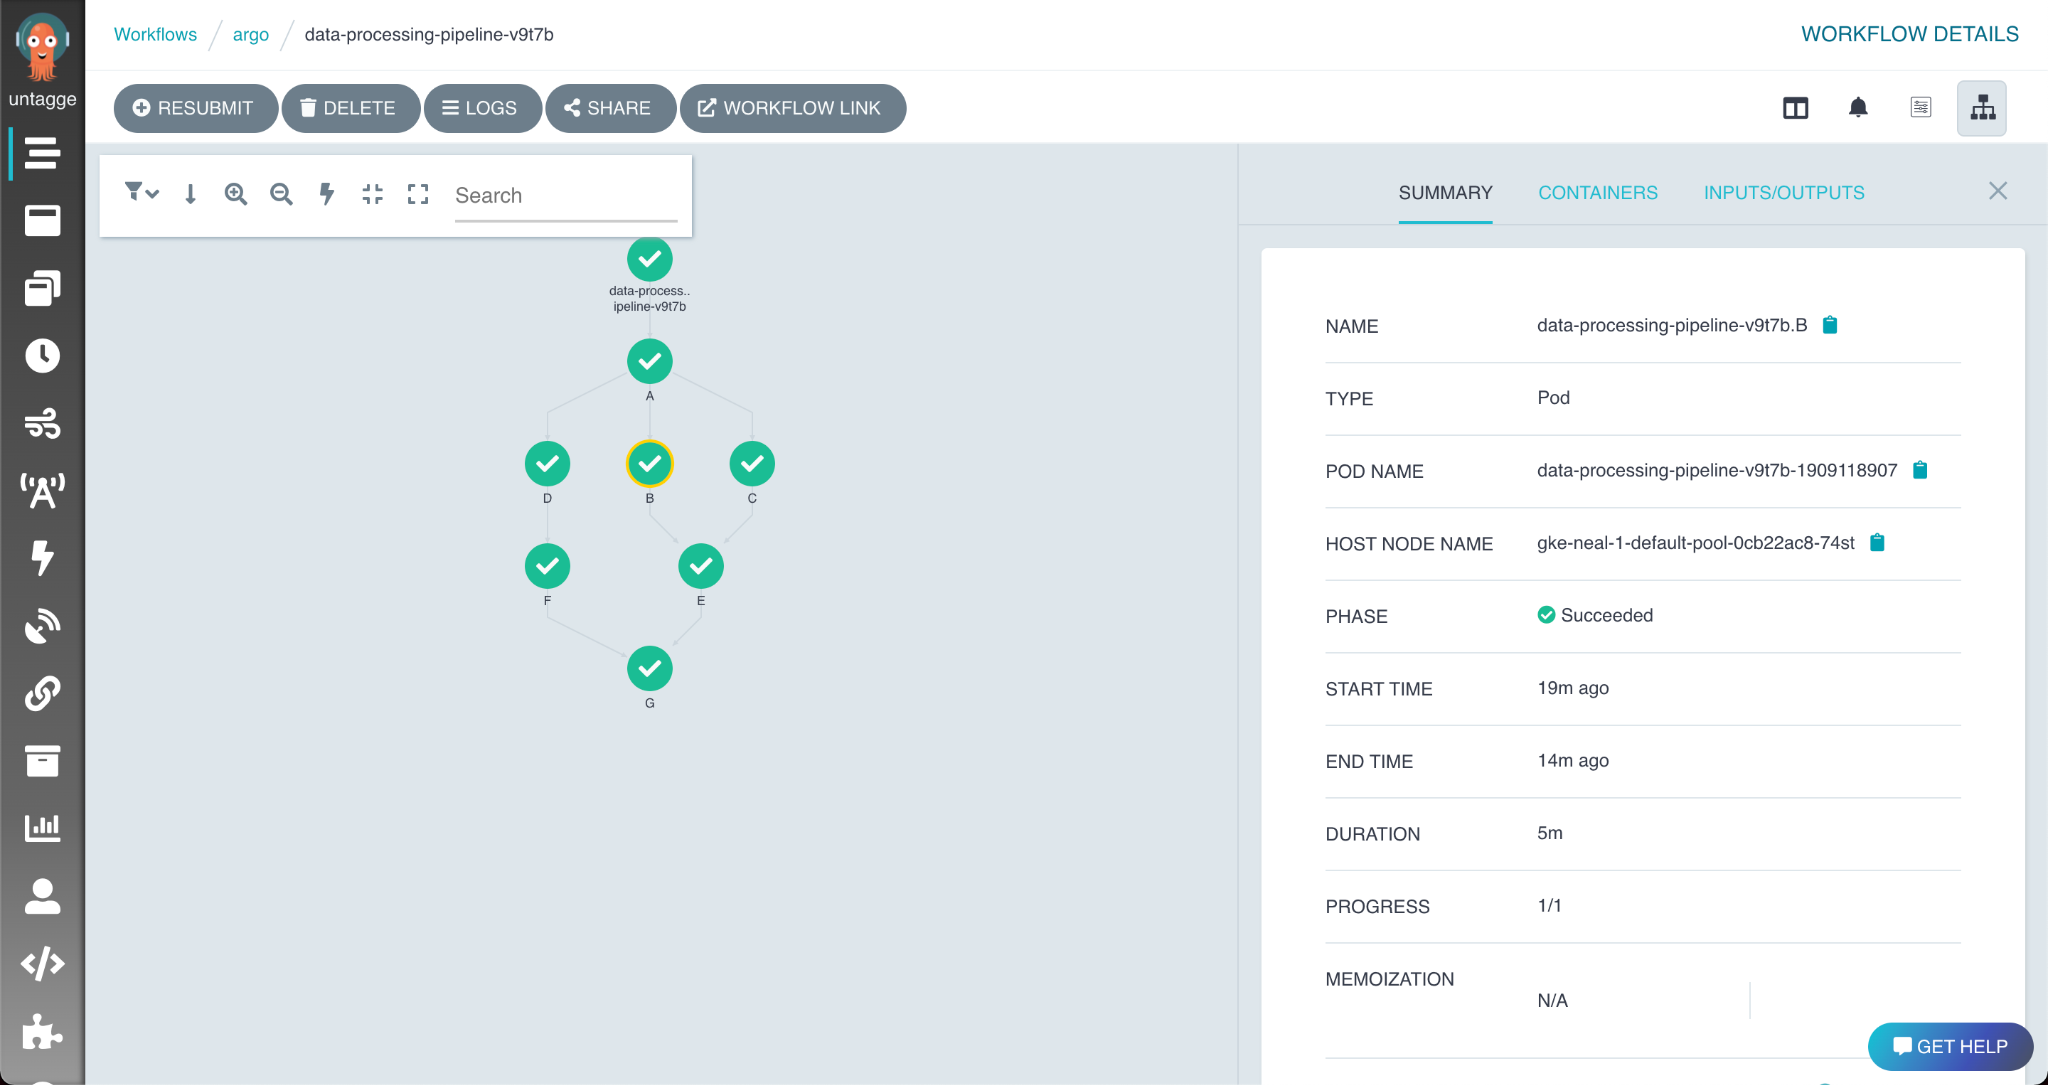 untagge
Workflows / argo / data-processing-pipeline-v9t7b
WORKFLOW DETAILS
RESUBMIT
DELETE
LOGS
SHARE
WORKFLOW LINK
Search
data-process..
ipeline-v9t7b
A
D
B
C
F
E
G
SUMMARY
CONTAINERS
INPUTS/OUTPUTS
NAME data-processing-pipeline-v9t7b.B
TYPE Pod
POD NAME data-processing-pipeline-v9t7b-1909118907
HOST NODE NAME gke-neal-1-default-pool-0cb22ac8-74st
PHASE Succeeded
START TIME 19m ago
END TIME 14m ago
DURATION 5m
PROGRESS 1/1
MEMOIZATION N/A
GET HELP